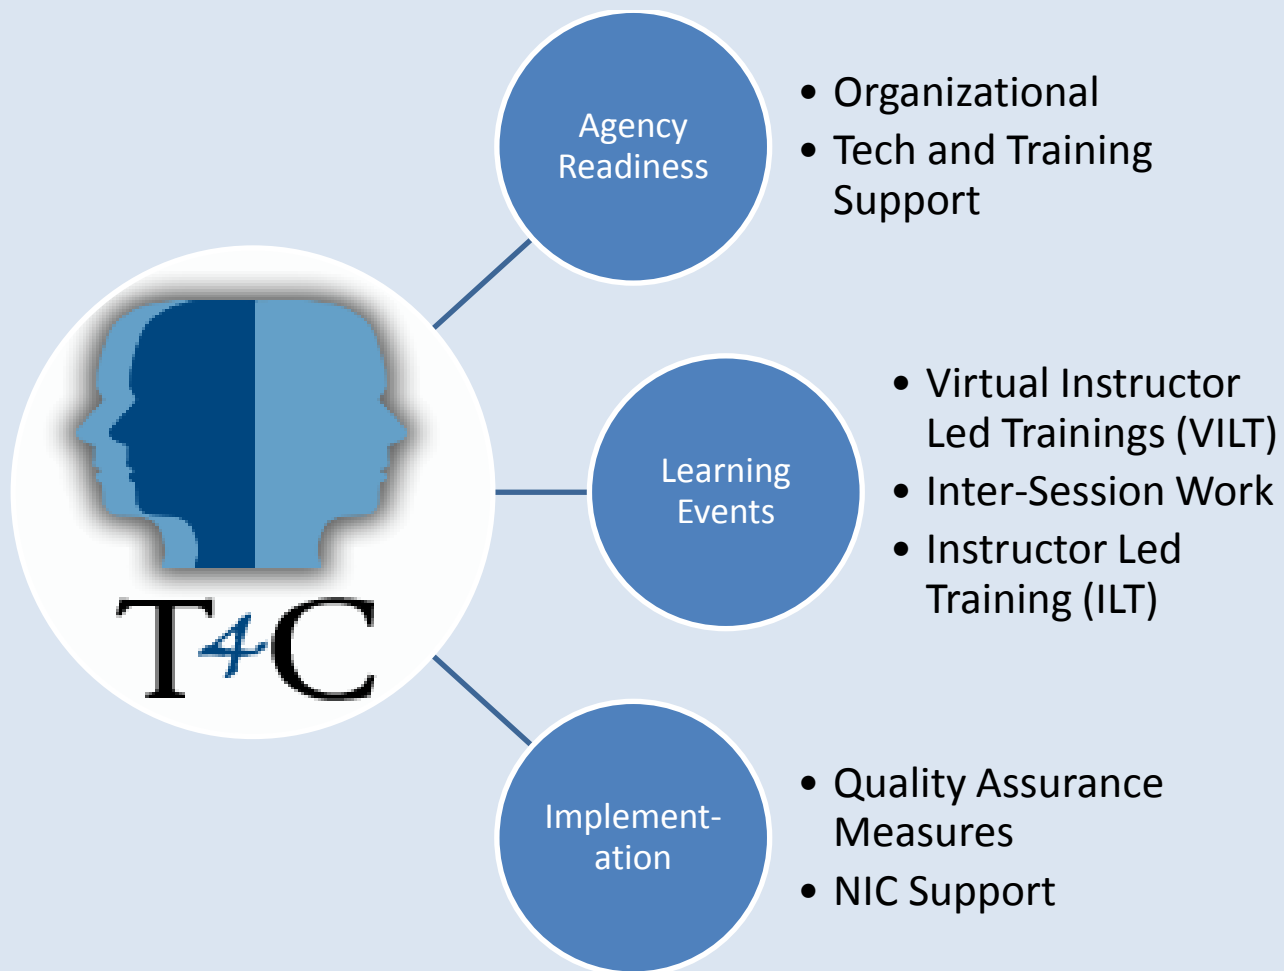 Agency
Readiness
• Organizational
• Tech and Training
Support
T4C
Learning
Events
• Virtual Instructor
Led Trainings (VILT)
• Inter-Session Work
• Instructor Led
Training (ILT)
Implement-
ation
• Quality Assurance
Measures
• NIC Support